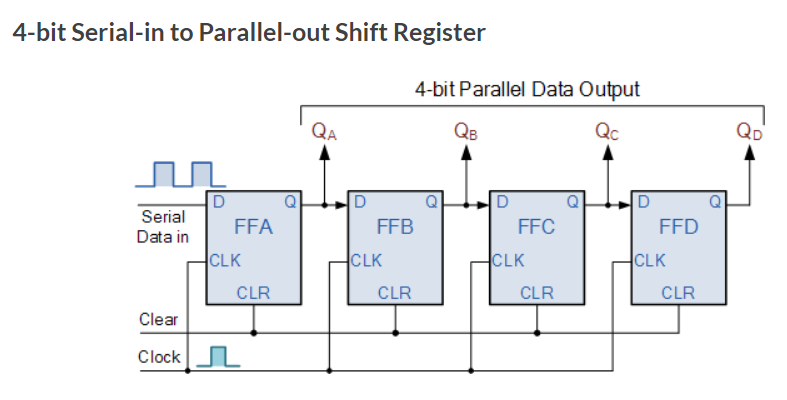 4-bit Serial-in to Parallel-out Shift Register
4-bit Parallel Data Output
QA QB QC QD
D Q D Q D Q D Q
Serial
Data in
FFA FFB FFC FFD
CLK CLK CLK CLK
CLR CLR CLR CLR
Clear
Clock